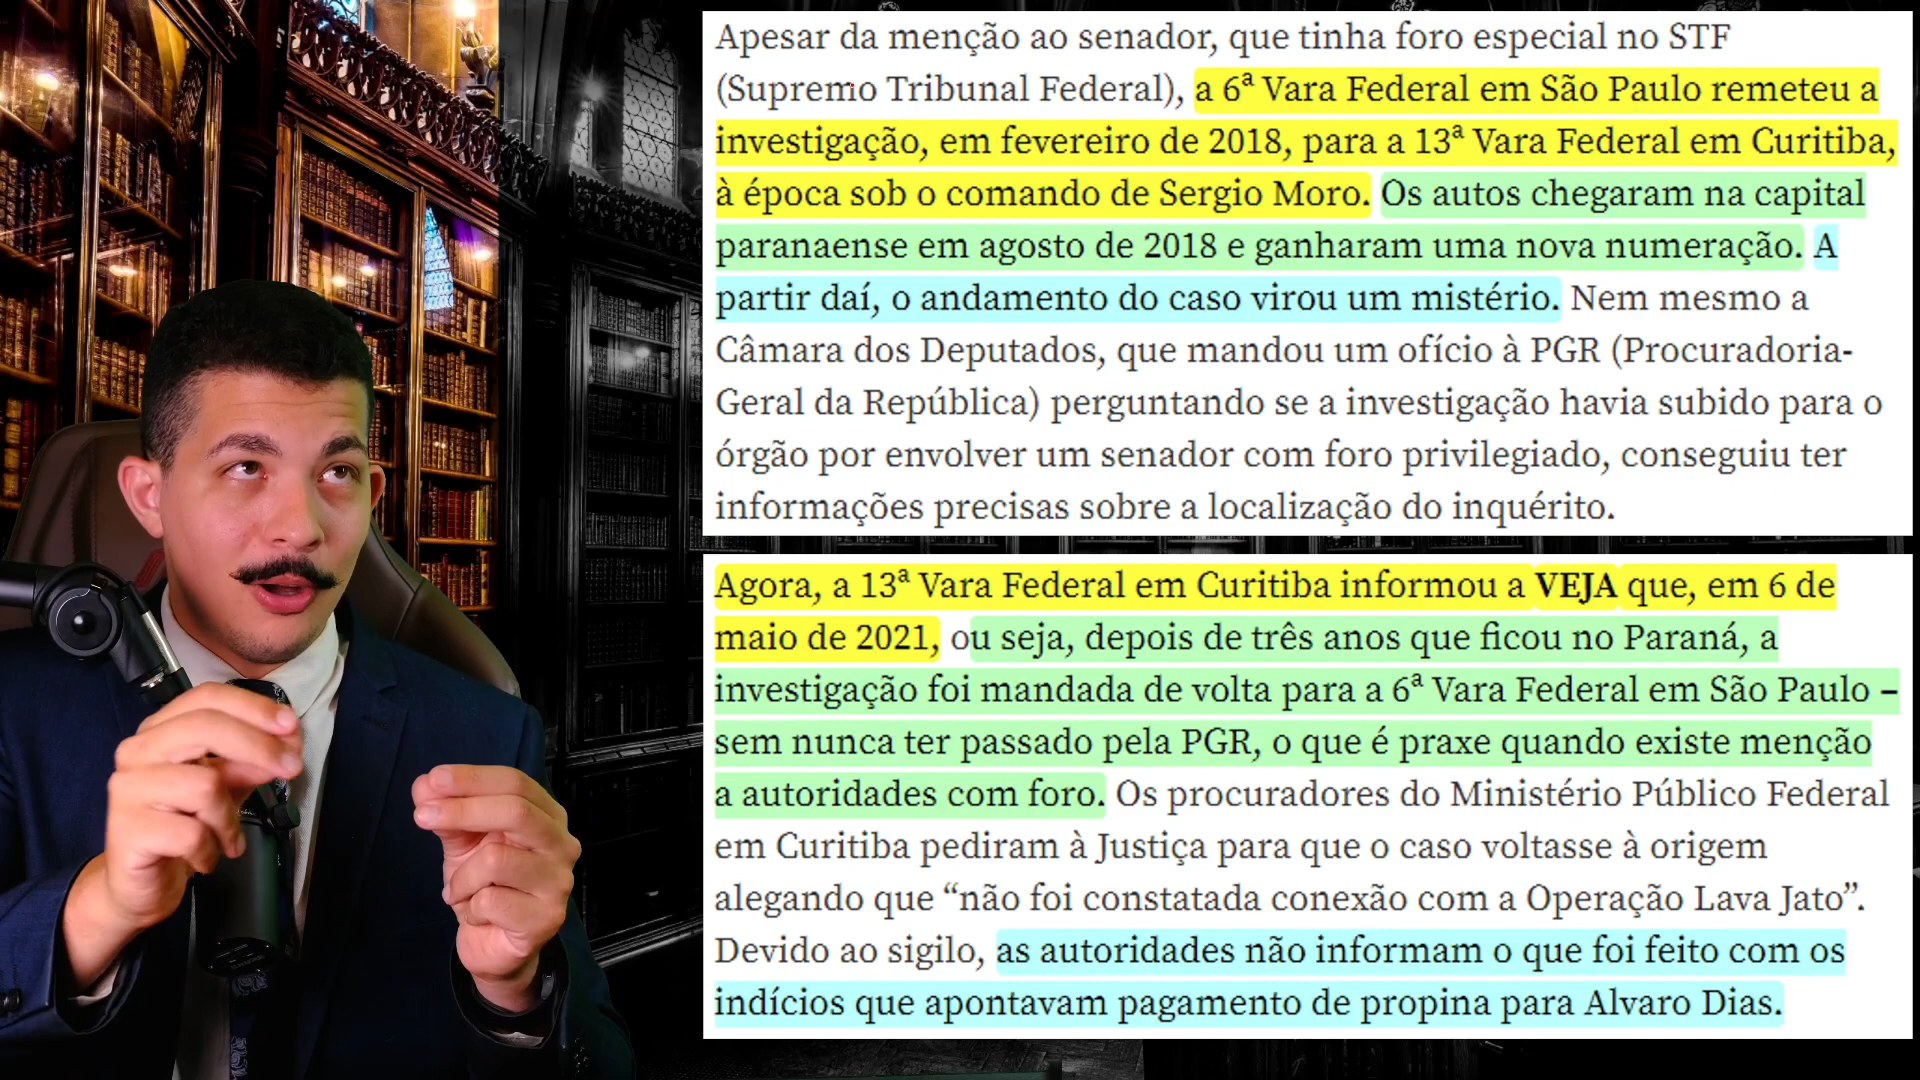 Apesar da menção ao senador, que tinha foro especial no STF
(Supremo Tribunal Federal), a 6ª Vara Federal em São Paulo remeteu a
investigação, em fevereiro de 2018, para a 13ª Vara Federal em Curitiba,
à época sob o comando de Sergio Moro. Os autos chegaram na capital
paranaense em agosto de 2018 e ganharam uma nova numeração. A
partir daí, o andamento do caso virou um mistério. Nem mesmo a
Câmara dos Deputados, que mandou um ofício à PGR (Procuradoria-
Geral da República) perguntando se a investigação havia subido para o
órgão por envolver um senador com foro privilegiado, conseguiu ter
informações precisas sobre a localização do inquérito.
Agora, a 13ª Vara Federal em Curitiba informou a VEJA que, em 6 de
maio de 2021, ou seja, depois de três anos que ficou no Paraná, a
investigação foi mandada de volta para a 6ª Vara Federal em São Paulo –
sem nunca ter passado pela PGR, o que é praxe quando existe menção
a autoridades com foro. Os procuradores do Ministério Público Federal
em Curitiba pediram à Justiça para que o caso voltasse à origem
alegando que “não foi constatada conexão com a Operação Lava Jato”.
Devido ao sigilo, as autoridades não informam o que foi feito com os
indícios que apontavam pagamento de propina para Alvaro Dias.